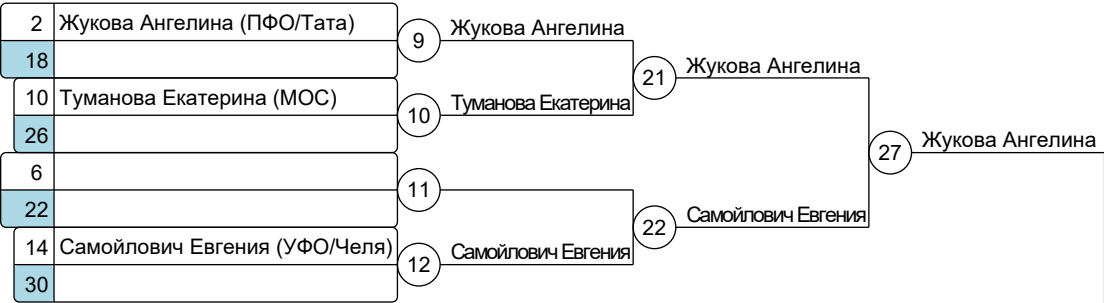 2 Жукова Ангелина (ПФО/Тата)
18
9
Жукова Ангелина
10 Туманова Екатерина (МОС)
26
10
Туманова Екатерина
21
Жукова Ангелина
6
22
11
14 Самойлович Евгения (УФО/Челя)
30
12
Самойлович Евгения
22
Самойлович Евгения
27
Жукова Ангелина